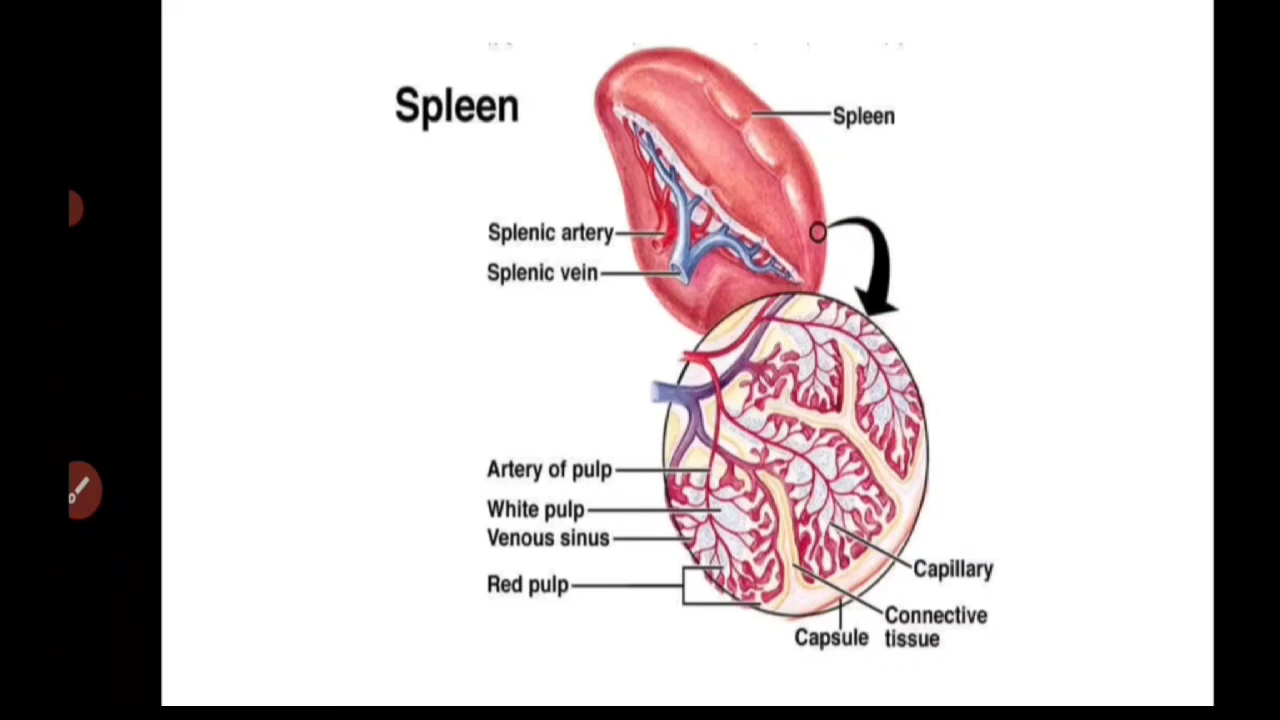 Spleen
Spleen
Splenic artery
Splenic vein
Artery of pulp
White pulp
Venous sinus
Red pulp
Capillary
Connective
tissue
Capsule